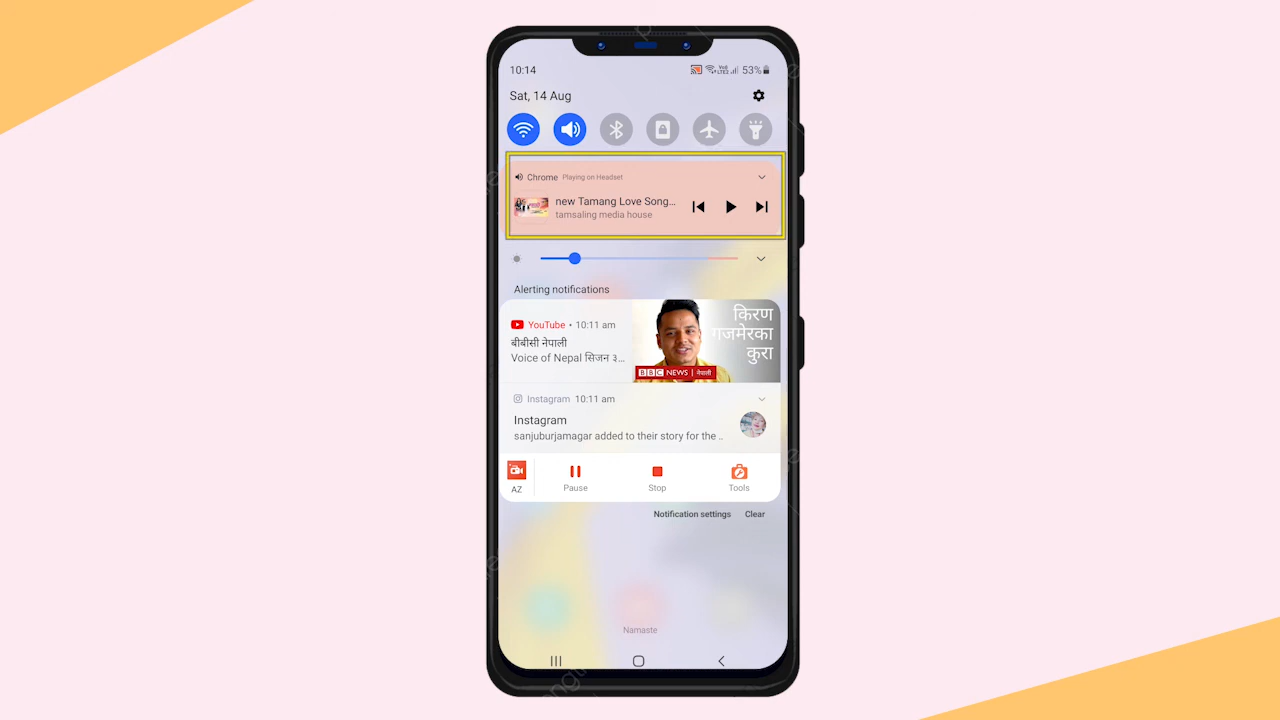 10:14
53%
Sat, 14 Aug
Chrome Playing on Headset
new Tamang Love Song...
tamsaling media house
Alerting notifications
YouTube • 10:11 am
बीबीसी नेपाली
Voice of Nepal सिजन ३...
किरण
गजमेरका
कुरा
BBC NEWS | नेपाली
Instagram 10:11 am
Instagram
sanjuburjamagar added to their story for the ..
AZ
Pause
Stop
Tools
Notification settings Clear
Namaste